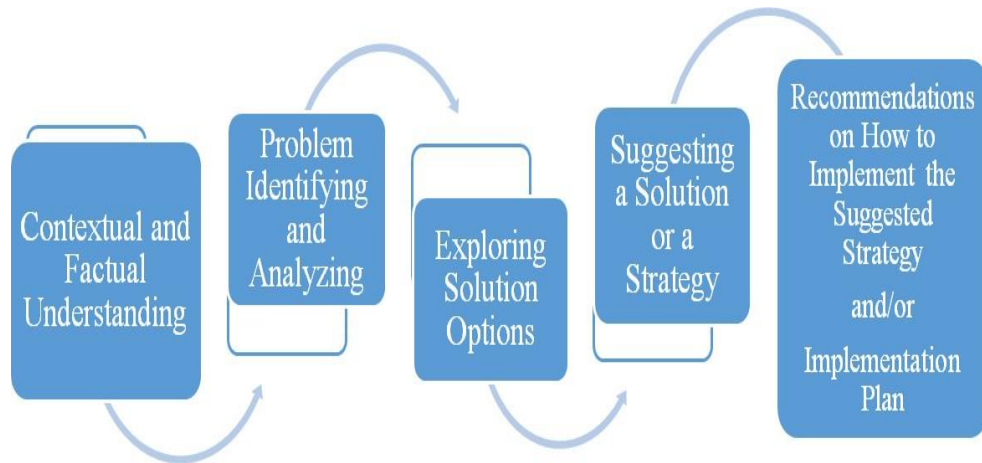 Contextual and
Factual
Understanding
Problem
Identifying
and
Analyzing
Exploring
Solution
Options
Suggesting
a Solution
or a
Strategy
Recommendations
on How to
Implement the
Suggested
Strategy
and/or
Implementation
Plan